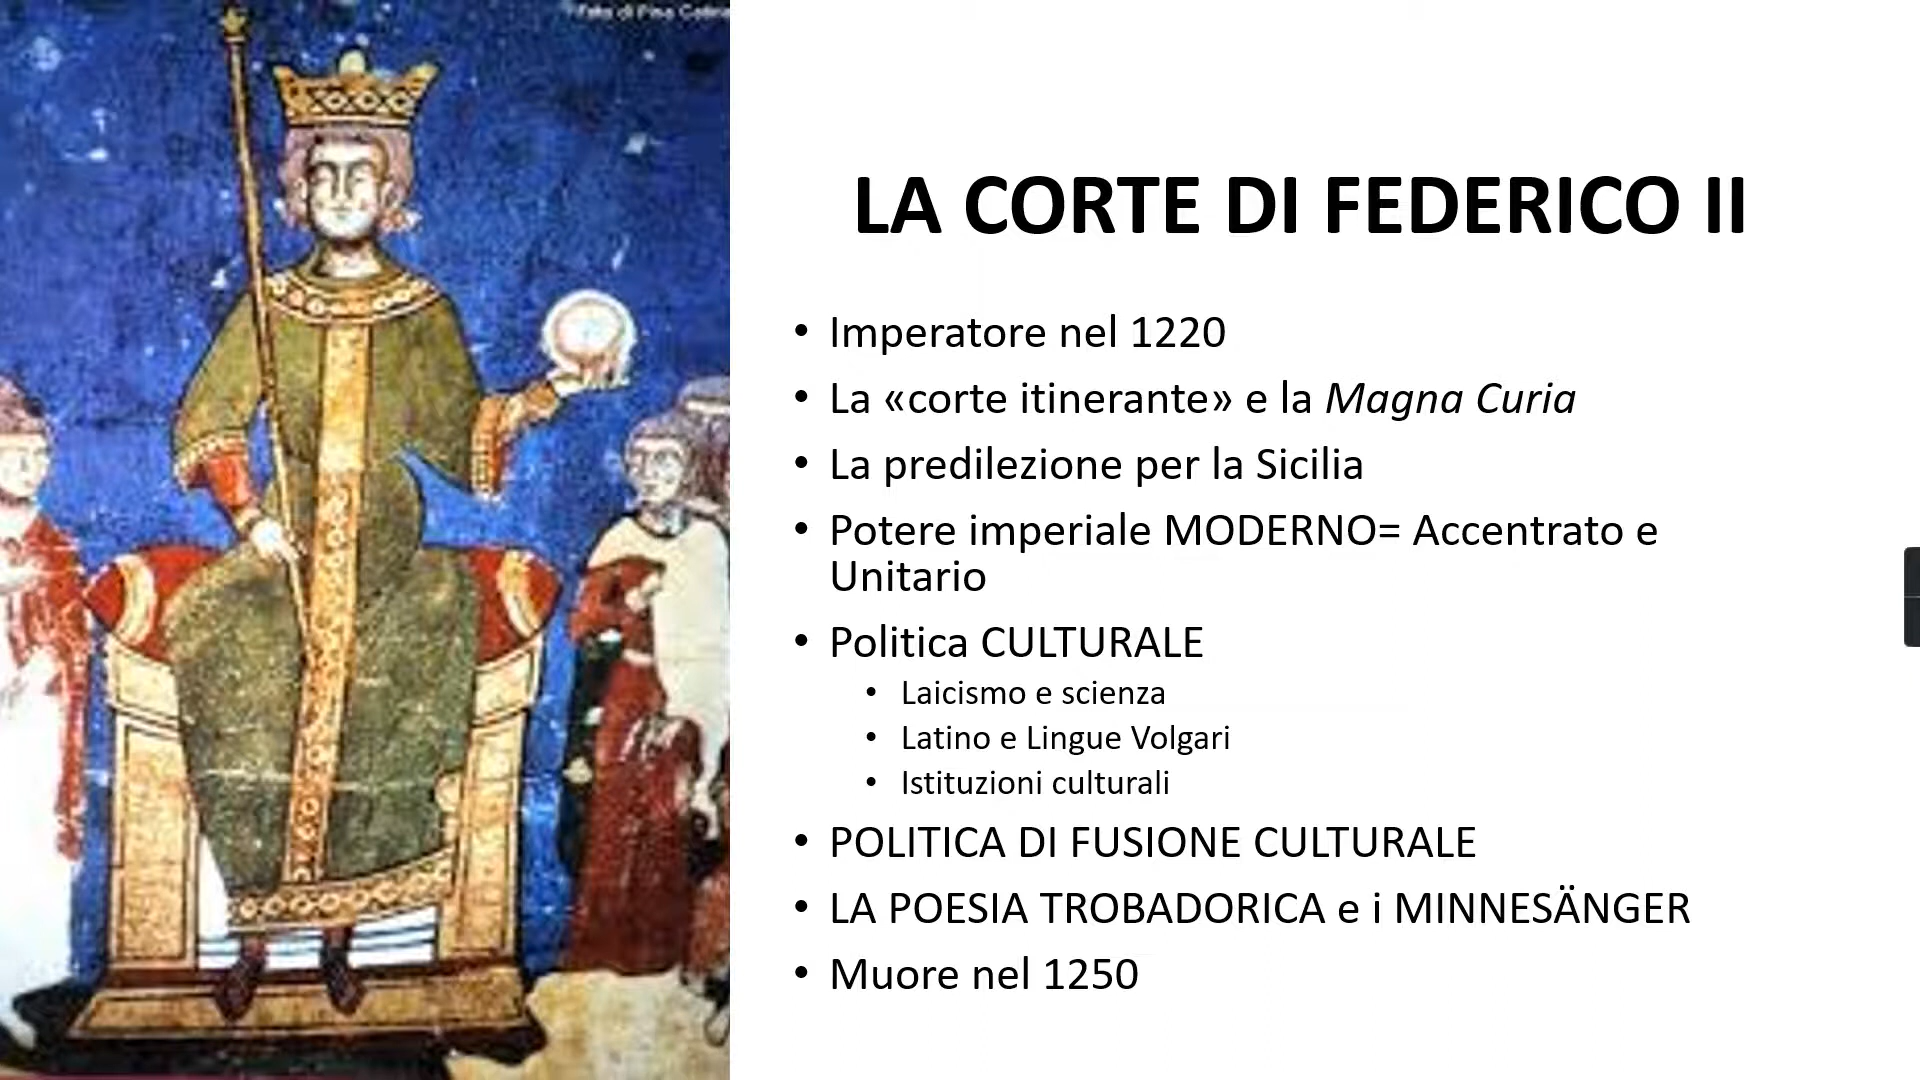 LA CORTE DI FEDERICO II
• Imperatore nel 1220
• La «corte itinerante» e la Magna Curia
• La predilezione per la Sicilia
• Potere imperiale MODERNO= Accentrato e
Unitario
• Politica CULTURALE
• Laicismo e scienza
• Latino e Lingue Volgari
• Istituzioni culturali
• POLITICA DI FUSIONE CULTURALE
• LA POESIA TROBADORICA e i MINNESÄNGER
• Muore nel 1250